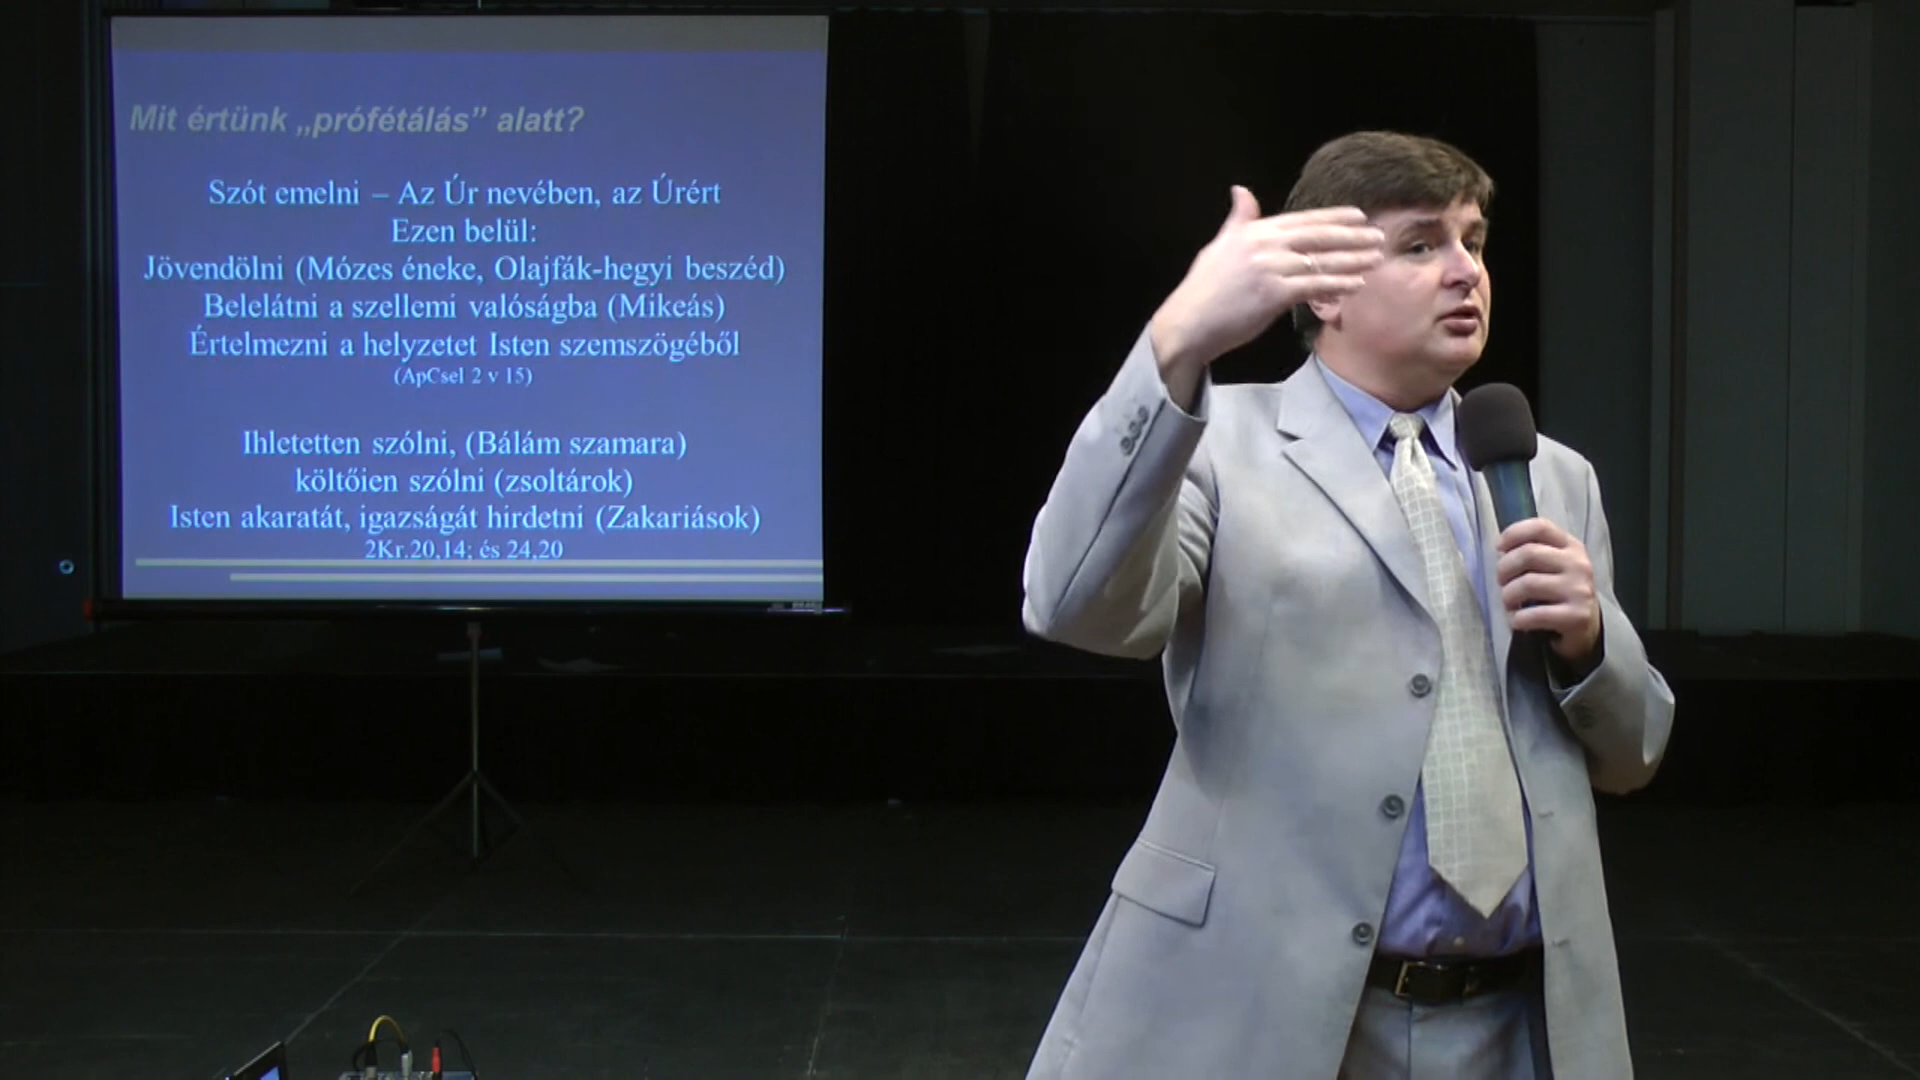 Mit értünk „prófétálás” alatt?
Szót emelni – Az Úr nevében, az Úrért
Ezen belül:
Jövendölni (Mózes éneke, Olajfák-hegyi beszéd)
Belelátni a szellemi valóságba (Mikeás)
Értelmezni a helyzetet Isten szemszögéből
(ApCsel 2 v 15)
Ihletetten szólni, (Bálám szamara)
költőien szólni (zsoltárok)
Isten akaratát, igazságát hirdetni (Zakariások)
2Kr.20,14; és 24,20